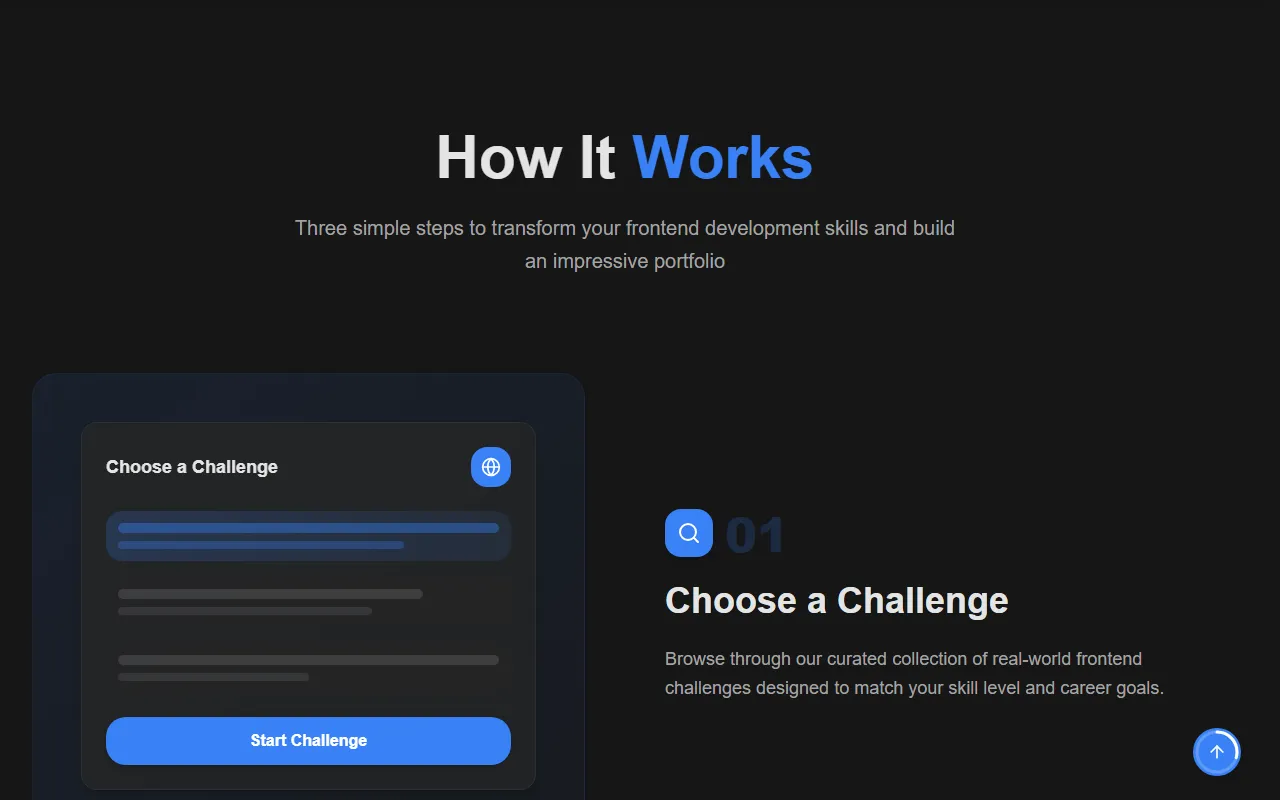 How It Works
Three simple steps to transform your frontend development skills and build
an impressive portfolio
Choose a Challenge
Start Challenge
01
Choose a Challenge
Browse through our curated collection of real-world frontend
challenges designed to match your skill level and career goals.